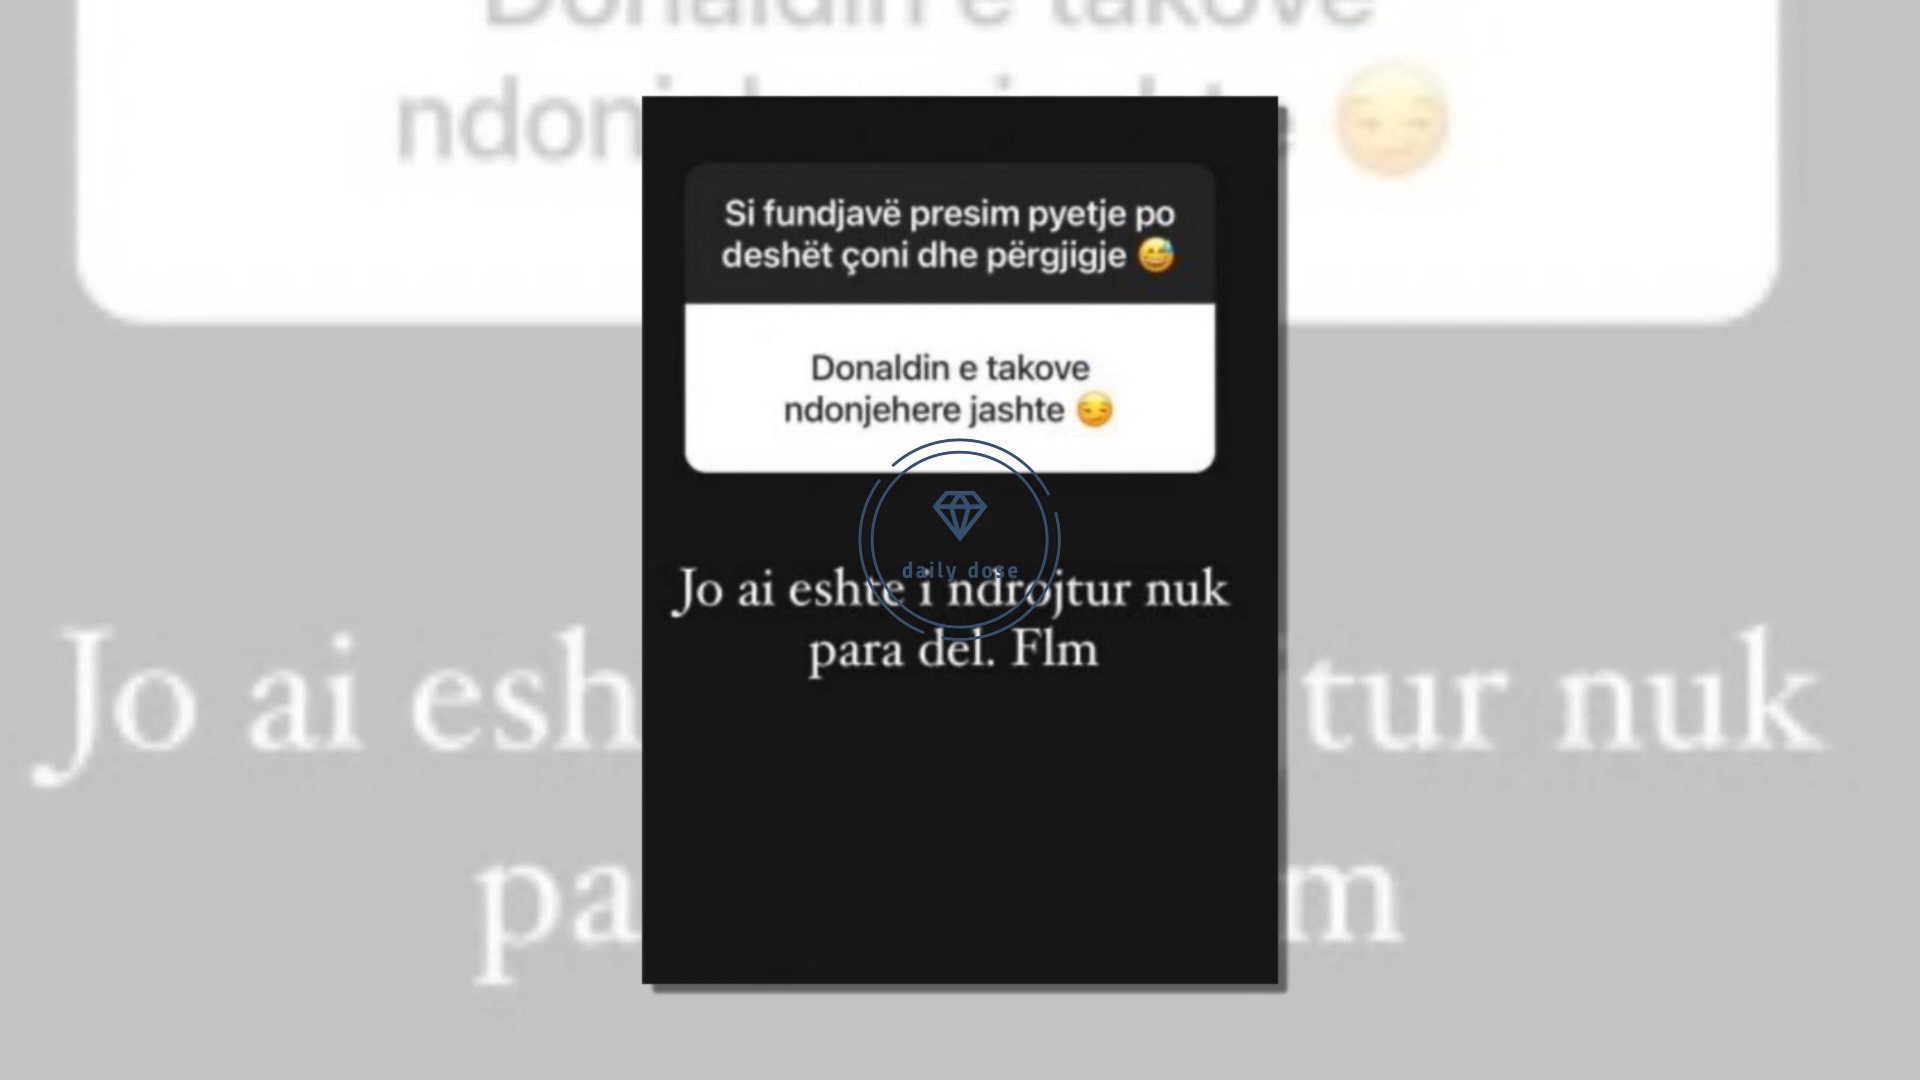 Si fundjavë presim pyetje po
deshët çoni dhe përgjigje 😅
Donaldin e takove
ndonjehere jashte 😏
daily dose
Jo ai eshte i ndrojtur nuk
para del. Flm